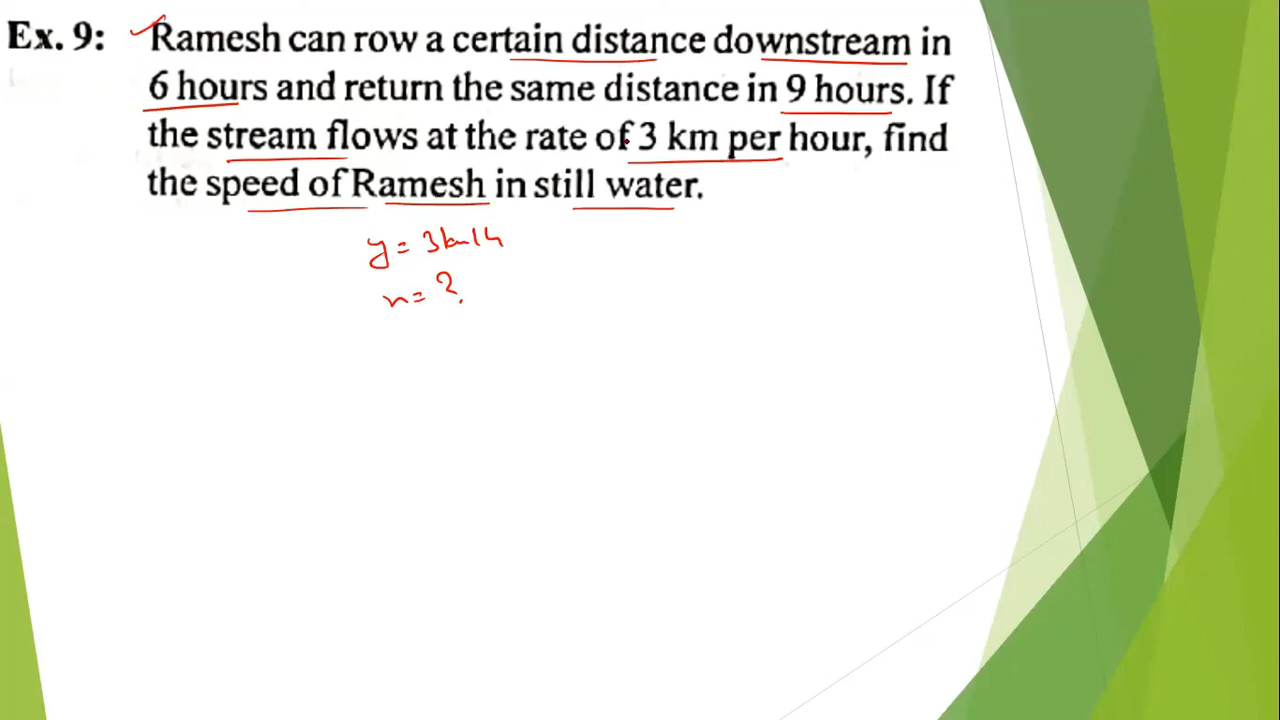 Ex. 9: Ramesh can row a certain distance downstream in
6 hours and return the same distance in 9 hours. If
the stream flows at the rate of 3 km per hour, find
the speed of Ramesh in still water.
y = 3km/h
x = ?